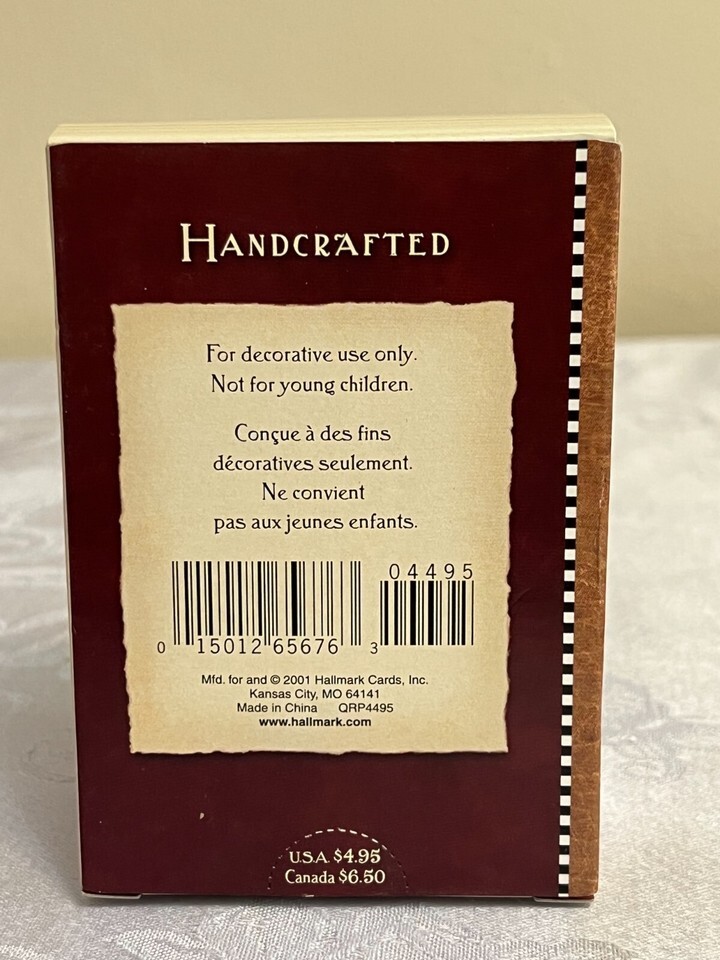 HANDCRAFTED
For decorative use only.
Not for young children.
Conçue à des fins
décoratives seulement.
Ne convient
pas aux jeunes enfants.
04495
0 15012 65676 3
Mfd. for and © 2001 Hallmark Cards, Inc.
Kansas City, MO 64141
Made in China QRP4495
www.hallmark.com
U.S.A. $4.95
Canada $6.50